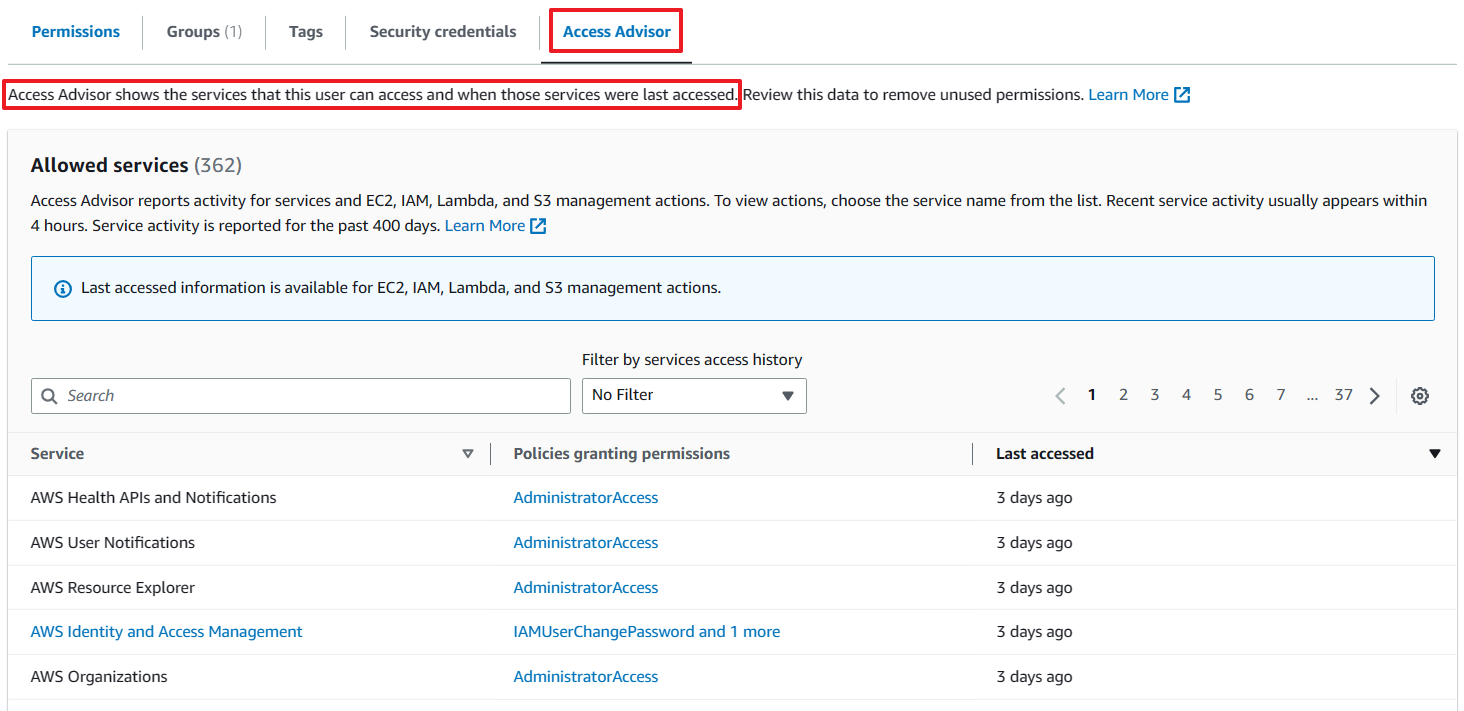 Permissions Groups (1) Tags Security credentials Access Advisor
Access Advisor shows the services that this user can access and when those services were last accessed. Review this data to remove unused permissions. Learn More
Allowed services (362)
Access Advisor reports activity for services and EC2, IAM, Lambda, and S3 management actions. To view actions, choose the service name from the list. Recent service activity usually appears within
4 hours. Service activity is reported for the past 400 days. Learn More
Last accessed information is available for EC2, IAM, Lambda, and S3 management actions.
Filter by services access history
Search No Filter 1 2 3 4 5 6 7 ... 37
Service Policies granting permissions Last accessed
AWS Health APIs and Notifications AdministratorAccess 3 days ago
AWS User Notifications AdministratorAccess 3 days ago
AWS Resource Explorer AdministratorAccess 3 days ago
AWS Identity and Access Management IAMUserChangePassword and 1 more 3 days ago
AWS Organizations AdministratorAccess 3 days ago